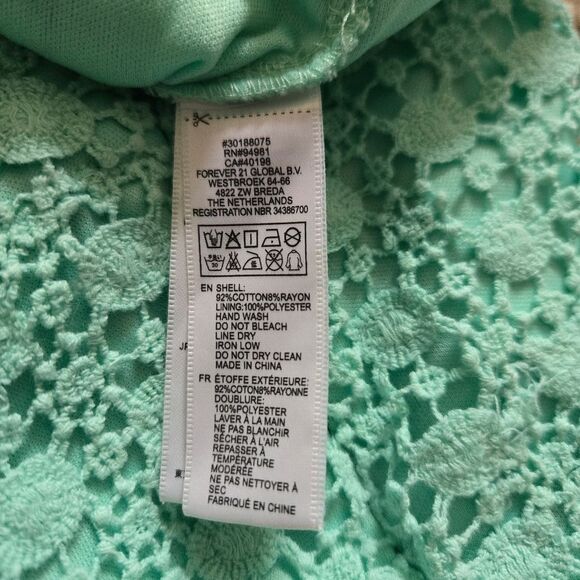 #30188075
RN#94981
CA#40198
FOREVER 21 GLOBAL B.V.
WESTBROEK 64-66
4822 ZW BREDA
THE NETHERLANDS
REGISTRATION NBR 34386700
EN SHELL:
92%COTTON8%RAYON
LINING:100%POLYESTER
HAND WASH
DO NOT BLEACH
LINE DRY
IRON LOW
DO NOT DRY CLEAN
MADE IN CHINA
FR ÉTOFFE EXTÉRIEURE:
92%COTON8%RAYONNE
DOUBLURE:
100%POLYESTER
LAVER À LA MAIN
NE PAS BLANCHIR
SÉCHER À L'AIR
REPASSER À
TEMPÉRATURE
MODÉRÉE
NE PAS NETTOYER À
SEC
FABRIQUÉ EN CHINE